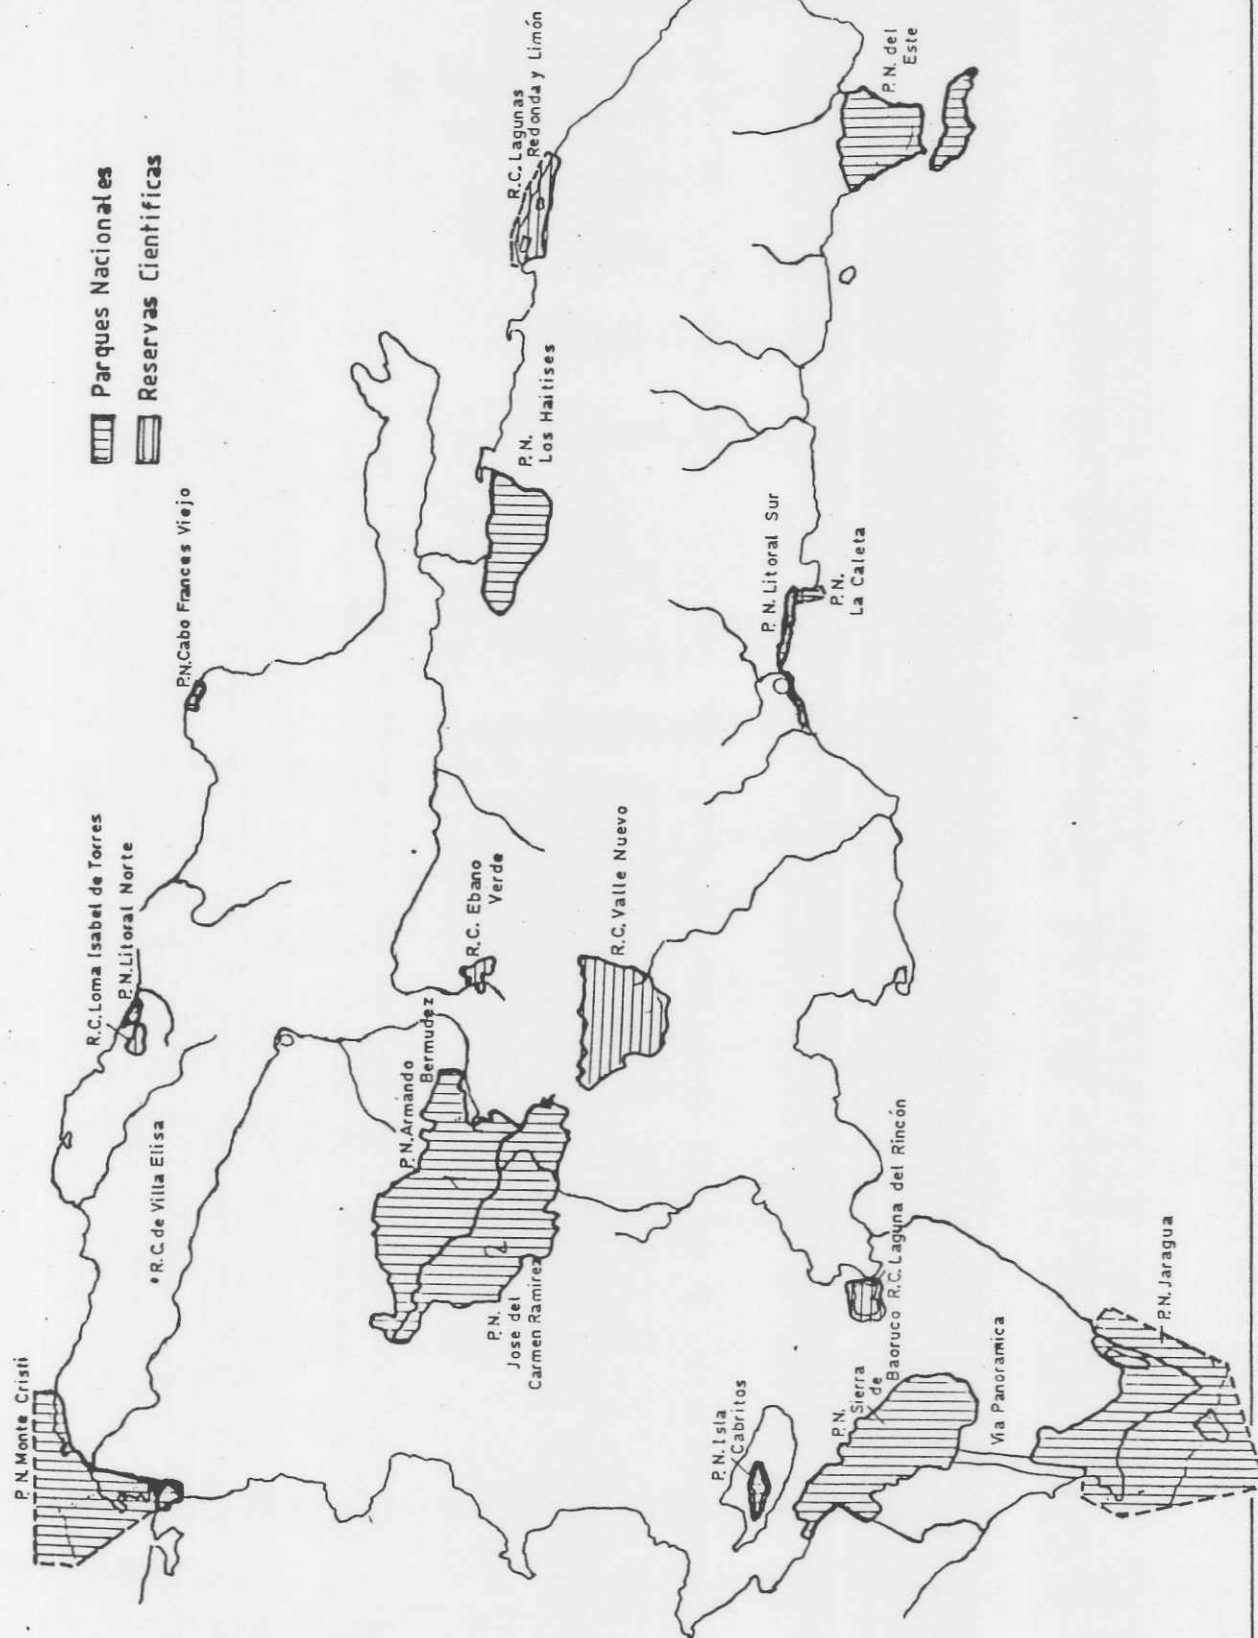 Parques Nacionales
Reservas Cientificas
P.N. Monte Cristi
R.C. de Villa Elisa
R.C. Loma Isabel de Torres
P.N. Litoral Norte
P.N. Cabo Frances Viejo
P.N. Armando
Bermudez
P.N.
Jose del
Carmen Ramirez
R.C. Ebano
Verde
R.C. Valle Nuevo
P.N.
Los Haitises
R.C. Lagunas
Redonda y Limón
P.N. del
Este
P.N. Litoral Sur
P.N.
La Caleta
P.N. Isla
Cabritos
P.N.
Sierra
de
Baoruco
R.C. Laguna del Rincón
Via Panoramica
P.N. Jaragua